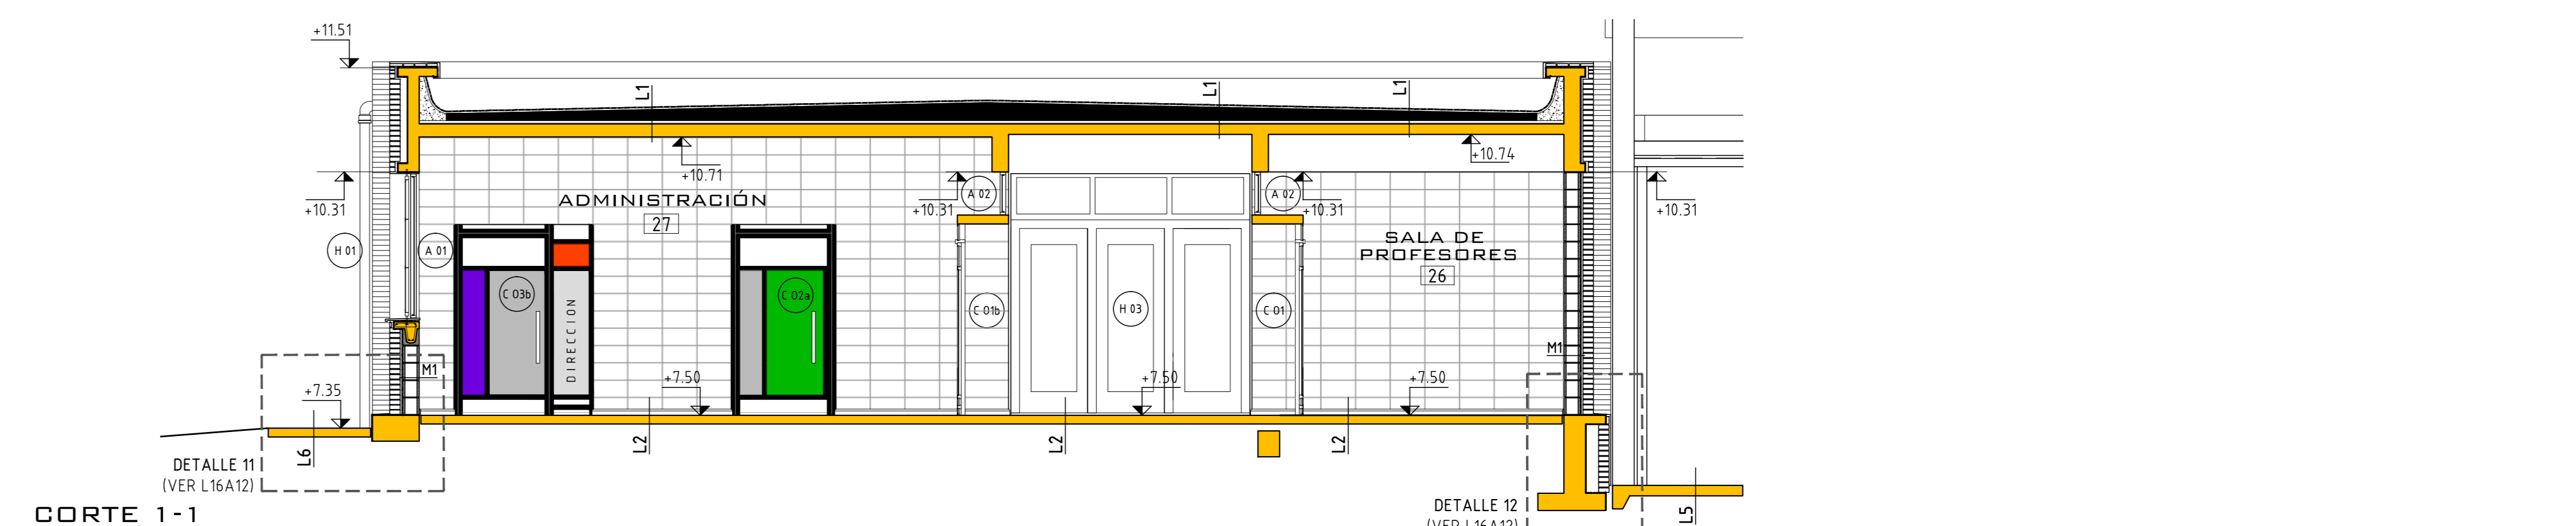 +11.51
L1
L1
L1
+10.71
+10.74
+10.31
ADMINISTRACIÓN
27
+10.31
A 02
A 02
+10.31
+10.31
H 01
A 01
SALA DE
PROFESORES
26
C 03b
DIRECCION
C 02a
C 01b
H 03
C 01
M1
M1
+7.35
+7.50
+7.50
+7.50
L6
L2
L2
L2
DETALLE 11
(VER L16A12)
DETALLE 12
(VER L16A12)
L5
CORTE 1-1